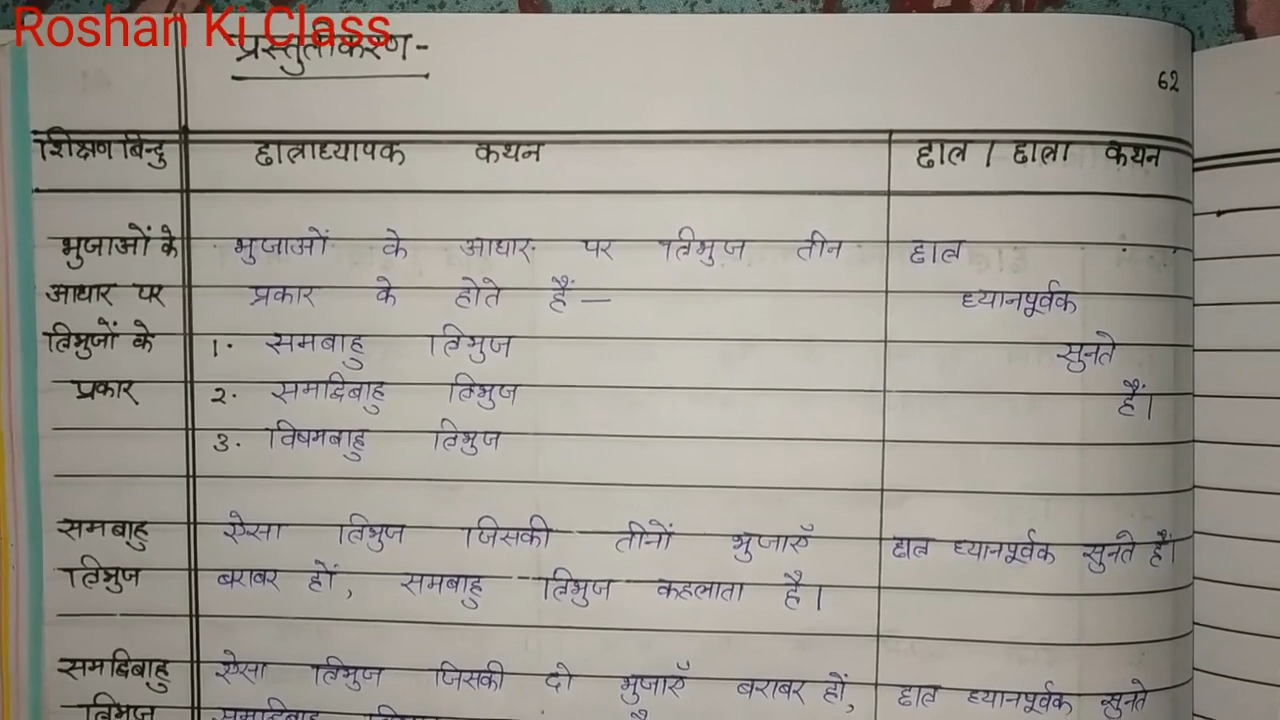 Roshan Ki Class
प्रस्तुतीकरण-
62
शिक्षण बिन्दु छात्राध्यापक कथन छात्र / छात्रा कथन
भुजाओं के भुजाओं के आधार पर त्रिभुज तीन छात्र
आधार पर प्रकार के होते हैं — ध्यानपूर्वक
त्रिभुजों के 1. समबाहु त्रिभुज सुनते
प्रकार 2. समद्विबाहु त्रिभुज हैं।
3. विषमबाहु त्रिभुज
समबाहु ऐसा त्रिभुज जिसकी तीनों भुजाएँ छात्र ध्यानपूर्वक सुनते हैं।
त्रिभुज बराबर हों, समबाहु त्रिभुज कहलाता है।
समद्विबाहु ऐसा त्रिभुज जिसकी दो भुजाएँ बराबर हों, छात्र ध्यानपूर्वक सुनते
त्रिभुज समद्विबाहु